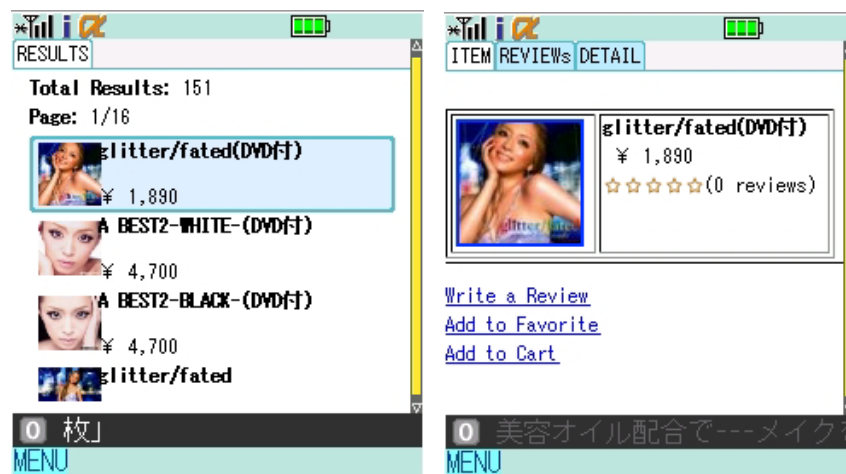 RESULTS
Total Results: 151
Page: 1/16
glitter/fated(DVD付)
¥ 1,890
A BEST2-WHITE-(DVD付)
¥ 4,700
A BEST2-BLACK-(DVD付)
¥ 4,700
glitter/fated
0 枚」
MENU
ITEM REVIEWs DETAIL
glitter/fated
glitter/fated(DVD付)
¥ 1,890
☆☆☆☆☆(0 reviews)
Write a Review
Add to Favorite
Add to Cart
0 美容オイル配合で---メイクを
MENU